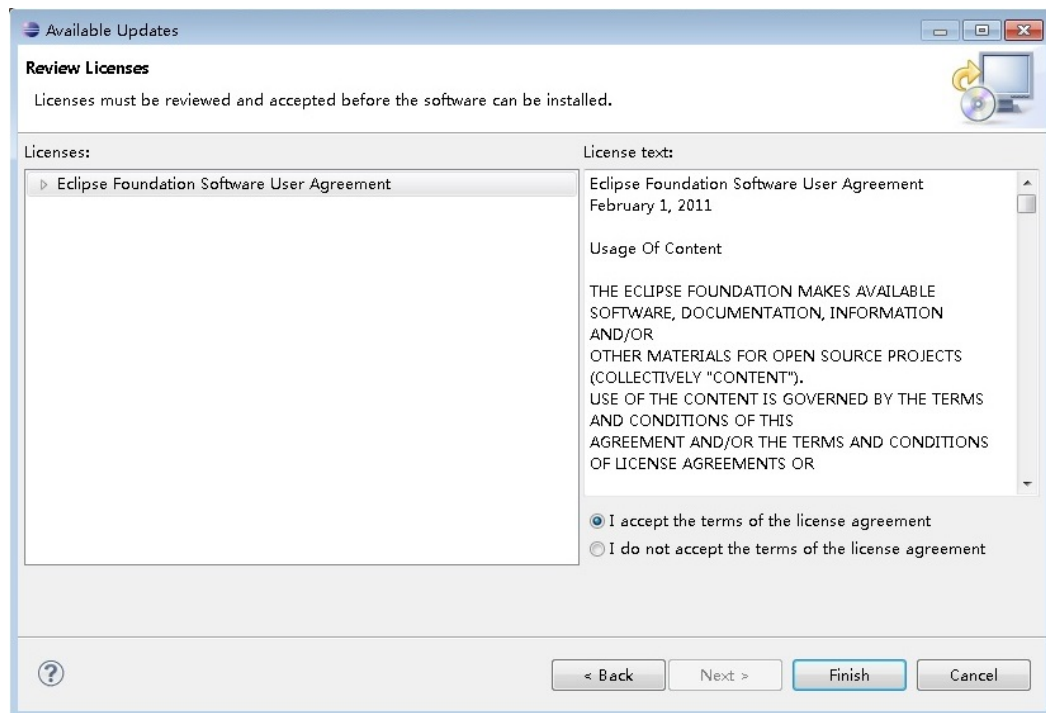 Available Updates
Review Licenses
Licenses must be reviewed and accepted before the software can be installed.
Licenses:
Eclipse Foundation Software User Agreement
License text:
Eclipse Foundation Software User Agreement
February 1, 2011
Usage Of Content
THE ECLIPSE FOUNDATION MAKES AVAILABLE
SOFTWARE, DOCUMENTATION, INFORMATION
AND/OR
OTHER MATERIALS FOR OPEN SOURCE PROJECTS
(COLLECTIVELY "CONTENT").
USE OF THE CONTENT IS GOVERNED BY THE TERMS
AND CONDITIONS OF THIS
AGREEMENT AND/OR THE TERMS AND CONDITIONS
OF LICENSE AGREEMENTS OR
I accept the terms of the license agreement
I do not accept the terms of the license agreement
< Back
Next >
Finish
Cancel